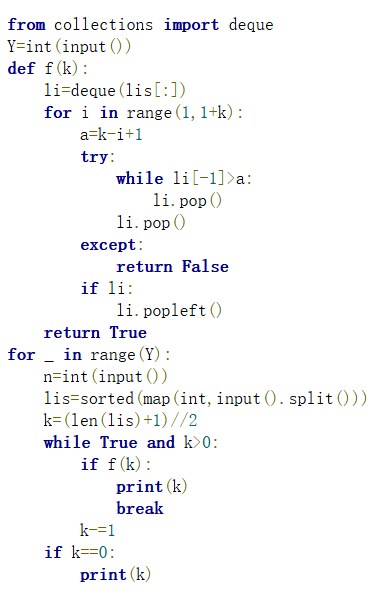 from collections import deque
Y=int(input())
def f(k):
    li=deque(lis[:])
    for i in range(1,1+k):
        a=k-i+1
        try:
            while li[-1]>a:
                li.pop()
            li.pop()
        except:
            return False
        if li:
            li.popleft()
    return True
for _ in range(Y):
    n=int(input())
    lis=sorted(map(int,input().split()))
    k=(len(lis)+1)//2
    while True and k>0:
        if f(k):
            print(k)
            break
        k-=1
    if k==0:
        print(k)